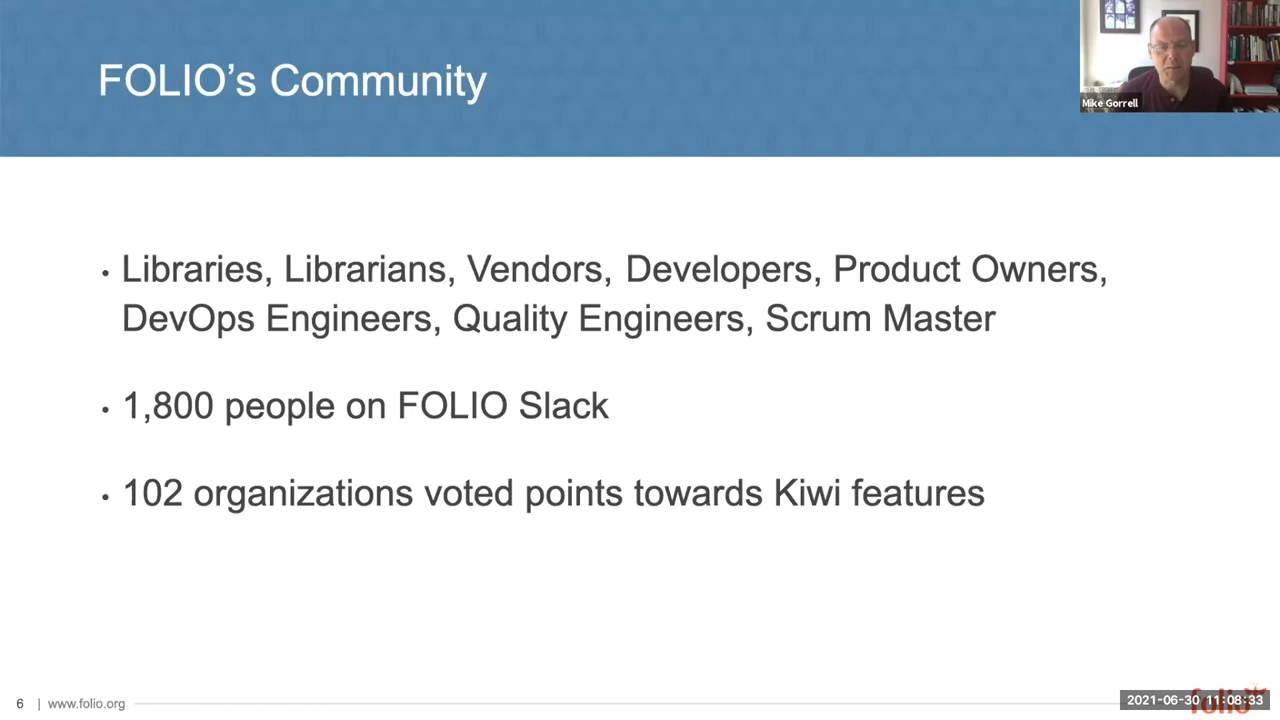 FOLIO’s Community
Mike Gorrell
• Libraries, Librarians, Vendors, Developers, Product Owners,
DevOps Engineers, Quality Engineers, Scrum Master
• 1,800 people on FOLIO Slack
• 102 organizations voted points towards Kiwi features
6 | www.folio.org
2021-06-30 11:08:33
folio